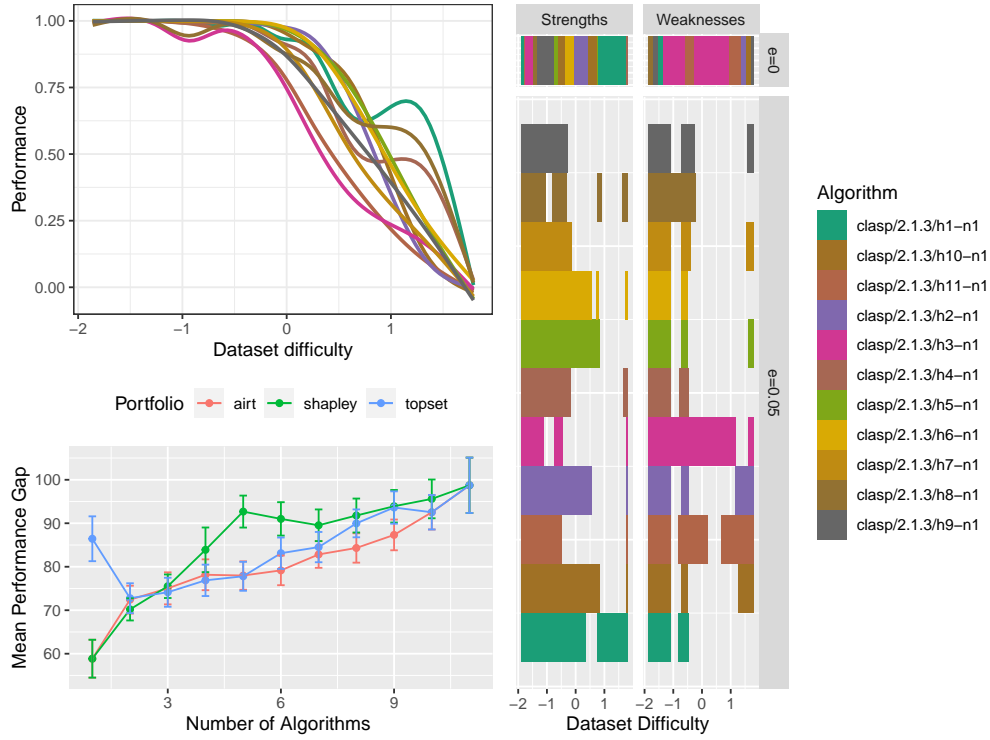 1.00
0.75
0.50
0.25
0.00
Performance
−2
−1
0
1
Dataset difficulty
Portfolio
airt
shapley
topset
100
90
80
70
60
Mean Performance Gap
3
6
9
Number of Algorithms
Strengths
Weaknesses
e=0
e=0.05
−2 −1 0 1
−2 −1 0 1
Dataset Difficulty
Algorithm
clasp/2.1.3/h1−n1
clasp/2.1.3/h10−n1
clasp/2.1.3/h11−n1
clasp/2.1.3/h2−n1
clasp/2.1.3/h3−n1
clasp/2.1.3/h4−n1
clasp/2.1.3/h5−n1
clasp/2.1.3/h6−n1
clasp/2.1.3/h7−n1
clasp/2.1.3/h8−n1
clasp/2.1.3/h9−n1